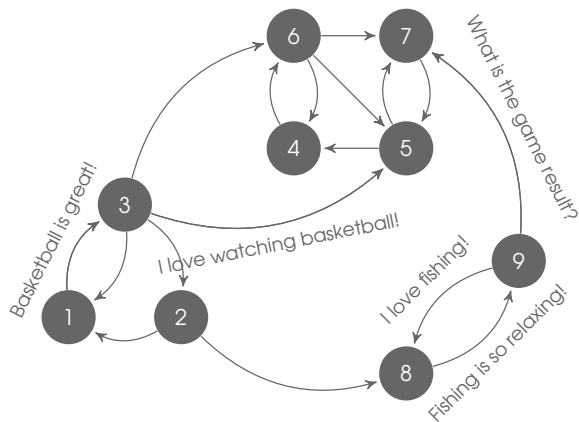 6
7
What is the game result?
4
5
3
Basketball is great!
I love watching basketball!
9
I love fishing!
1
2
8
Fishing is so relaxing!